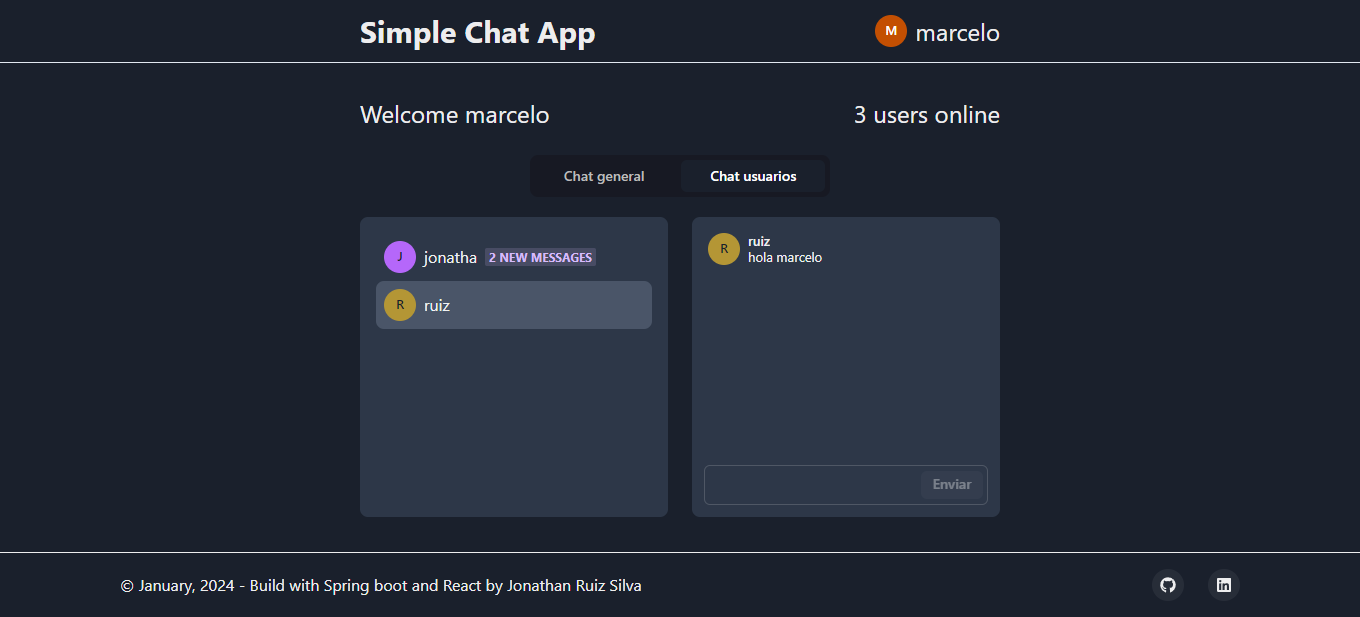 Simple Chat App
M marcelo
Welcome marcelo
3 users online
Chat general
Chat usuarios
J jonatha 2 NEW MESSAGES
R ruiz
R ruiz
hola marcelo
Enviar
© January, 2024 - Build with Spring boot and React by Jonathan Ruiz Silva
in